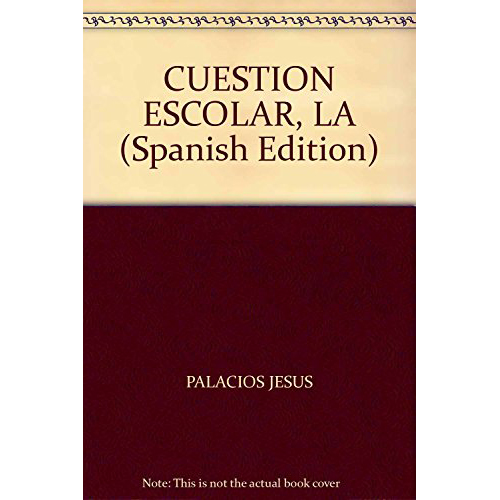 CUESTION
ESCOLAR, LA
(Spanish Edition)
PALACIOS JESUS
Note: This is not the actual book cover